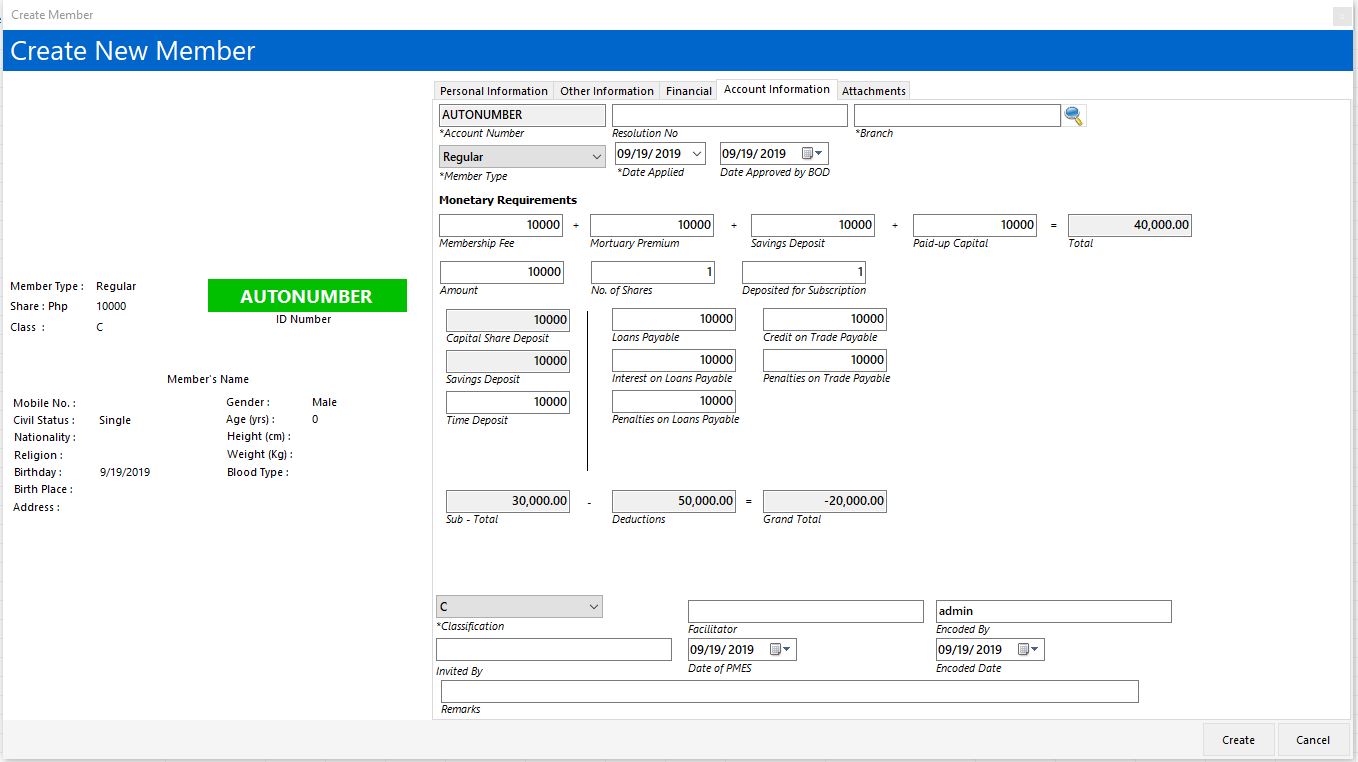 Create Member
Create New Member
Personal Information Other Information Financial Account Information Attachments
AUTONUMBER
*Account Number Resolution No *Branch
Regular 09/19/ 2019 09/19/ 2019
*Member Type *Date Applied Date Approved by BOD
Monetary Requirements
10000 + 10000 + 10000 + 10000 = 40,000.00
Membership Fee Mortuary Premium Savings Deposit Paid-up Capital Total
10000 1 1
Amount No. of Shares Deposited for Subscription
10000 10000 10000
Capital Share Deposit Loans Payable Credit on Trade Payable
10000 10000 10000
Savings Deposit Interest on Loans Payable Penalties on Trade Payable
10000 10000
Time Deposit Penalties on Loans Payable
30,000.00 - 50,000.00 = -20,000.00
Sub - Total Deductions Grand Total
C admin
*Classification Facilitator Encoded By
09/19/ 2019 09/19/ 2019
Invited By Date of PMES Encoded Date
Remarks
Member Type : Regular
Share : Php 10000
Class : C
AUTONUMBER
ID Number
Member's Name
Mobile No. : Gender : Male
Civil Status : Single Age (yrs) : 0
Nationality : Height (cm) :
Religion : Weight (Kg) :
Birthday : 9/19/2019 Blood Type :
Birth Place :
Address :
Create Cancel